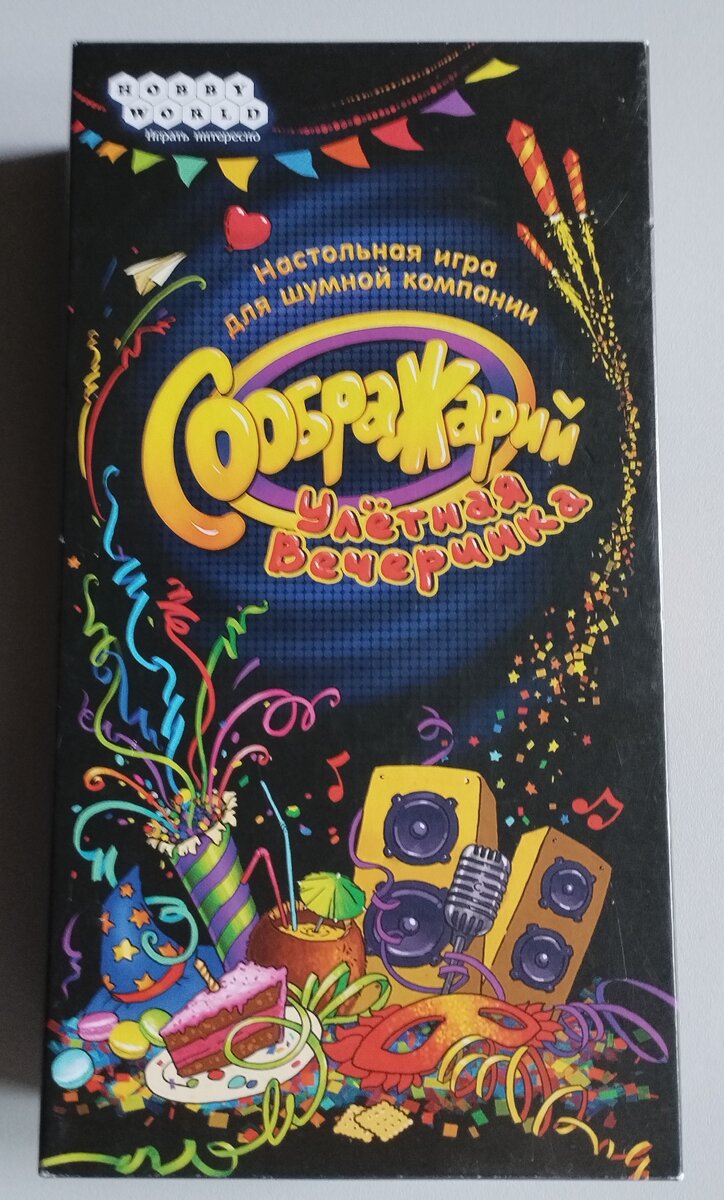 HOBBY
WORLD
Играть интересно
Настольная игра
для шумной компании
СообраЖарий
Улётная
Вечеринка